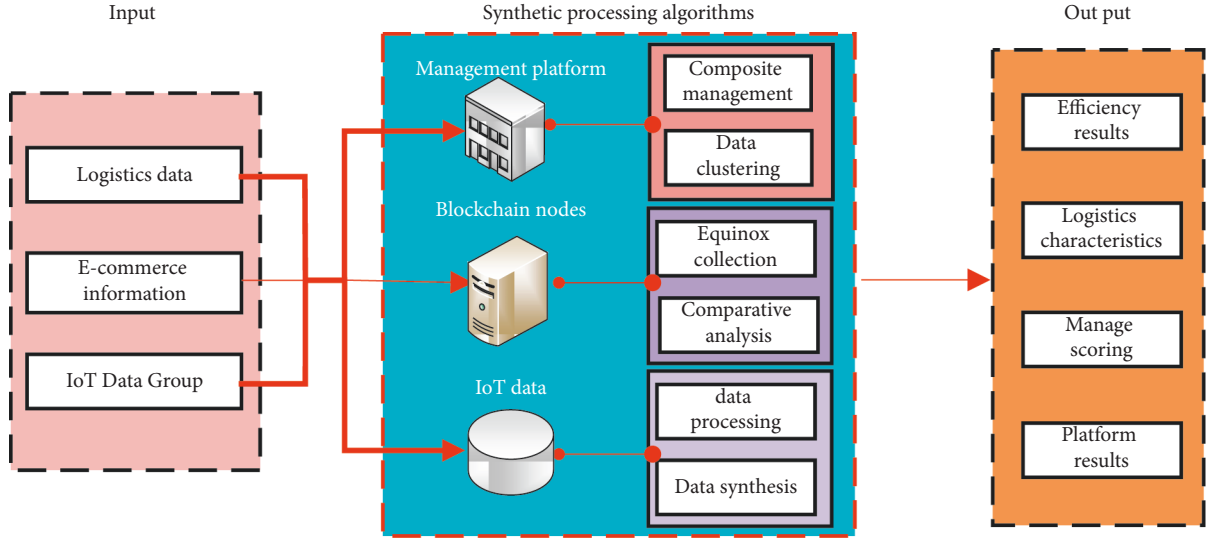 Input
Synthetic processing algorithms
Out put
Logistics data
E-commerce
information
IoT Data Group
Management platform
Composite
management
Data
clustering
Blockchain nodes
Equinox
collection
Comparative
analysis
IoT data
data
processing
Data synthesis
Efficiency
results
Logistics
characteristics
Manage
scoring
Platform
results